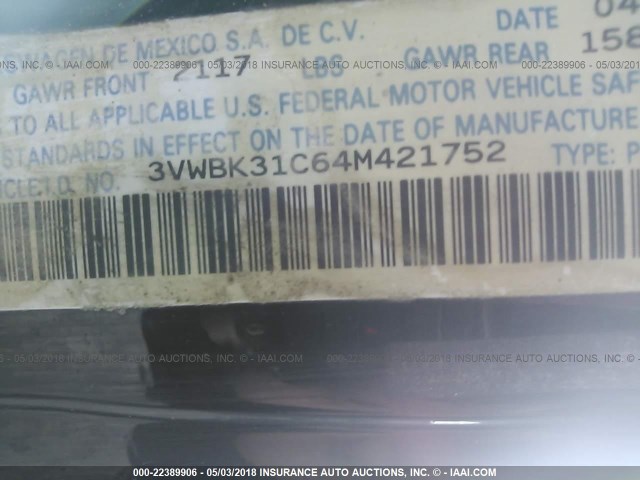 DE MEXICO S.A. DE C.V. DATE 04
GAWR FRONT 2117 LBS GAWR REAR 158
TO ALL APPLICABLE U.S. FEDERAL MOTOR VEHICLE SAF
STANDARDS IN EFFECT ON THE DATE OF MANUFACTURE
NO. 3VWBK31C64M421752 TYPE: P
000-22389906 - 05/03/2018 INSURANCE AUTO AUCTIONS, INC. - © IAAI.COM